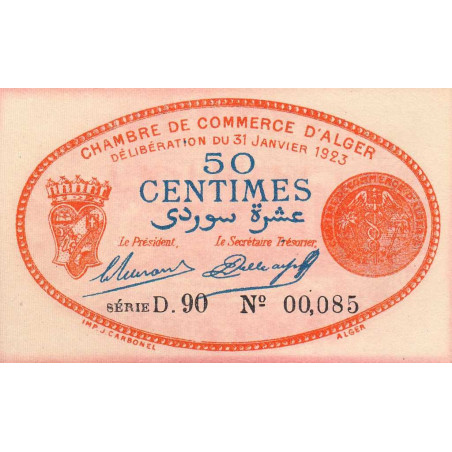 CHAMBRE DE COMMERCE D'ALGER
DÉLIBÉRATION DU 31 JANVIER 1923
50
CENTIMES
عشرة سوردى
Le Président, Le Secrétaire Trésorier,
SÉRIE D.90 Nº 00,085
IMP. J. CARBONEL ALGER